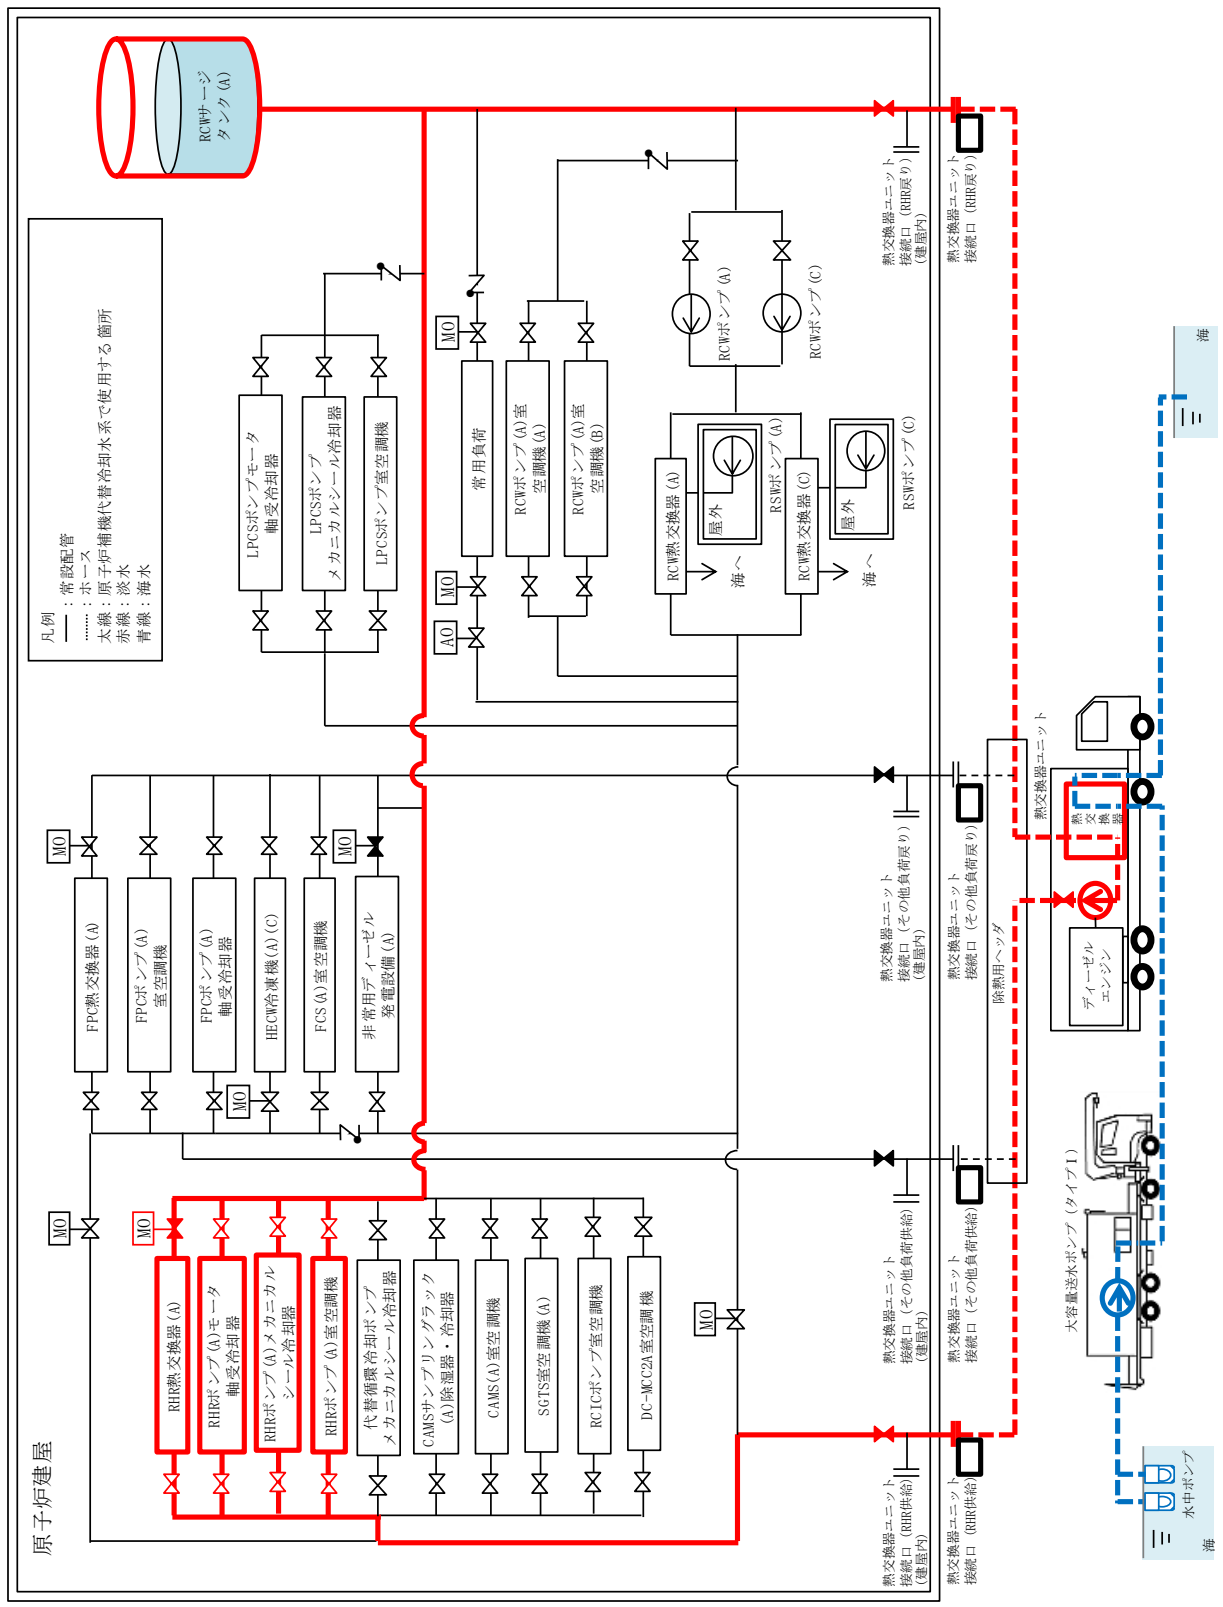 原子炉建屋
凡例
━━：常設配管
┅┅：ホース
太線：原子炉補機代替冷却水系で使用する箇所
赤線：淡水
青線：海水
RCWサージ
タンク(A)
LPCSポンプモータ
軸受冷却器
LPCSポンプ
メカニカルシール冷却器
LPCSポンプ室空調機
MO
常用負荷
MO
AO
RCWポンプ(A)室
空調機(A)
RCWポンプ(A)室
空調機(B)
RCWポンプ(A)
RCWポンプ(C)
RCW熱交換器(A)
屋外
RSWポンプ(A)
海へ
RCW熱交換器(C)
屋外
RSWポンプ(C)
海へ
MO
FPC熱交換器(A)
FPCポンプ(A)
室空調機
FPCポンプ(A)
軸受冷却器
HECW冷凍機(A)(C)
MO
FCS(A)室空調機
MO
非常用ディーゼル
発電設備(A)
MO
MO
RHR熱交換器(A)
RHRポンプ(A)モータ
軸受冷却器
RHRポンプ(A)メカニカル
シール冷却器
RHRポンプ(A)室空調機
代替循環冷却ポンプ
メカニカルシール冷却器
CAMSサンプリングラック
(A)除湿器・冷却器
CAMS(A)室空調機
SGTS室空調機(A)
RCICポンプ室空調機
DC-MCC2A室空調機
MO
熱交換器ユニット
接続口（RHR戻り）
（建屋内）
熱交換器ユニット
接続口（RHR戻り）
熱交換器ユニット
接続口（その他負荷戻り）
（建屋内）
熱交換器ユニット
接続口（その他負荷戻り）
熱交換器ユニット
接続口（その他負荷供給）
（建屋内）
熱交換器ユニット
接続口（その他負荷供給）
熱交換器ユニット
接続口（RHR供給）
（建屋内）
熱交換器ユニット
接続口（RHR供給）
除熱用ヘッダ
熱交換器ユニット
熱交換器
ディーゼル
エンジン
大容量送水ポンプ（タイプⅠ）
水中ポンプ
海
海